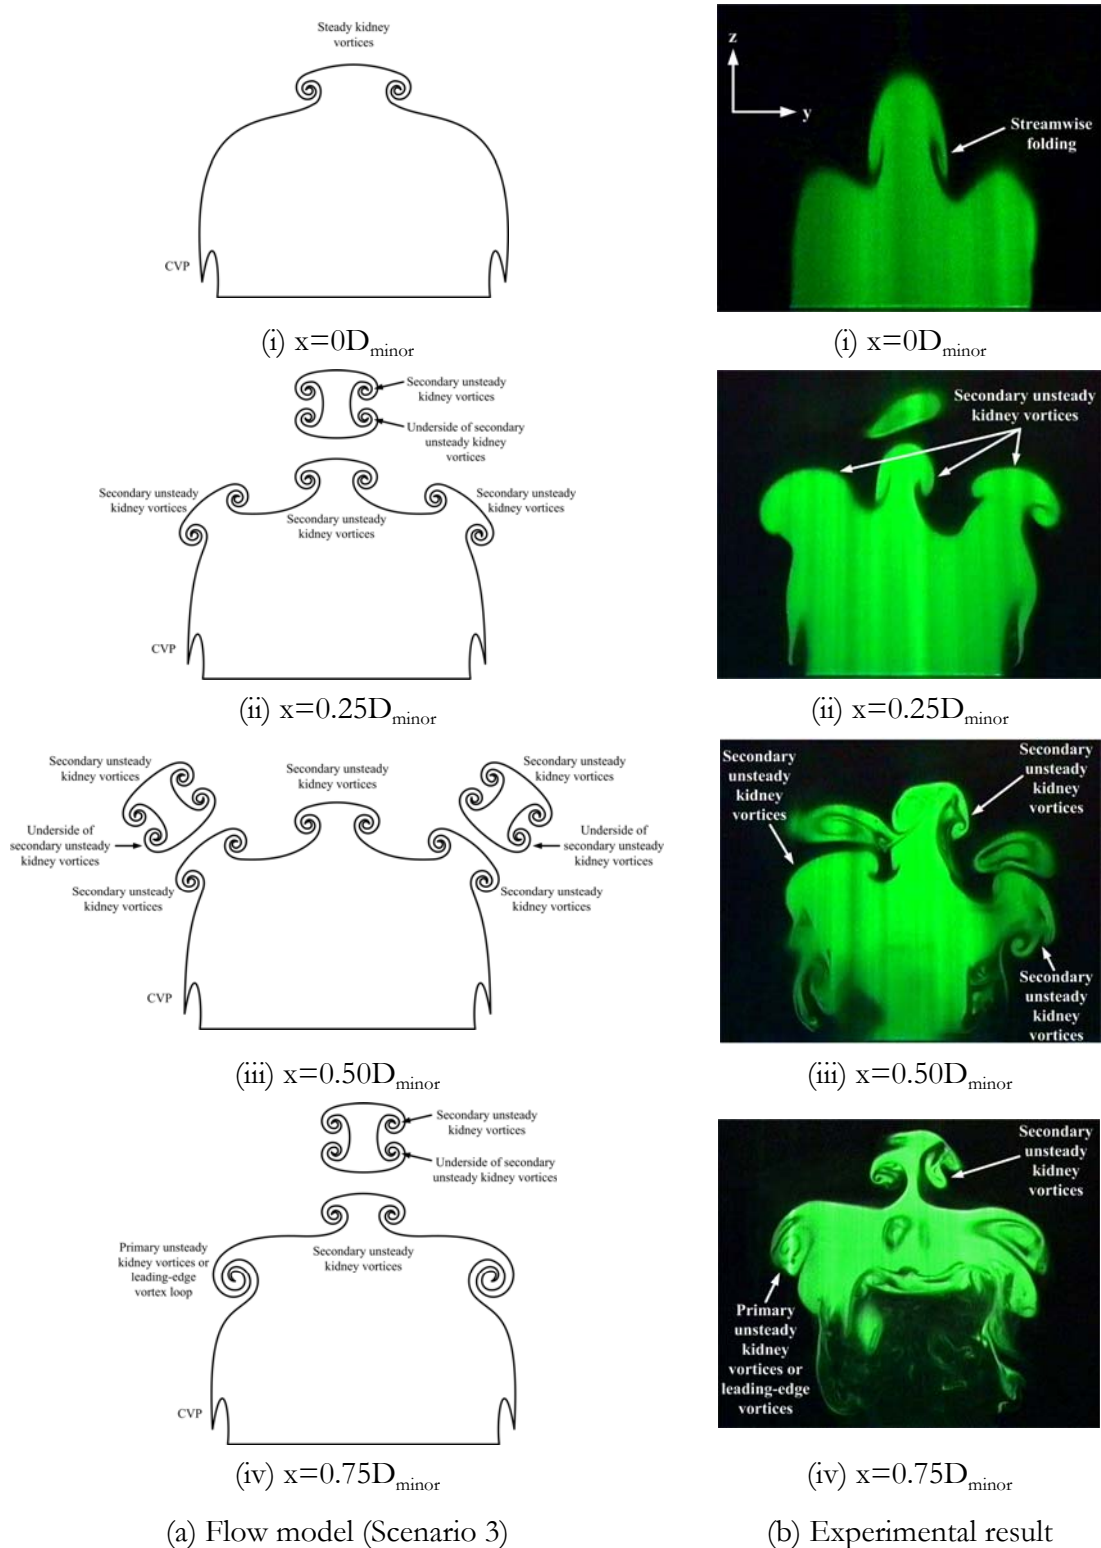 Steady kidney
vortices
CVP
(i) x=0D_minor
z
y
Streamwise
folding
(i) x=0D_minor
Secondary unsteady
kidney vortices
Underside of secondary
unsteady kidney
vortices
Secondary unsteady
kidney vortices
Secondary unsteady
kidney vortices
Secondary unsteady
kidney vortices
CVP
(ii) x=0.25D_minor
Secondary unsteady
kidney vortices
(ii) x=0.25D_minor
Secondary unsteady
kidney vortices
Secondary unsteady
kidney vortices
Secondary unsteady
kidney vortices
Underside of
secondary unsteady
kidney vortices
Underside of
secondary unsteady
kidney vortices
Secondary unsteady
kidney vortices
Secondary unsteady
kidney vortices
CVP
(iii) x=0.50D_minor
Secondary
unsteady
kidney
vortices
Secondary
unsteady
kidney
vortices
Secondary
unsteady
kidney
vortices
(iii) x=0.50D_minor
Secondary unsteady
kidney vortices
Underside of secondary
unsteady kidney vortices
Primary unsteady
kidney vortices or
leading-edge
vortex loop
Secondary unsteady
kidney vortices
CVP
(iv) x=0.75D_minor
Secondary
unsteady
kidney
vortices
Primary
unsteady
kidney
vortices or
leading-edge
vortices
(iv) x=0.75D_minor
(a) Flow model (Scenario 3)
(b) Experimental result